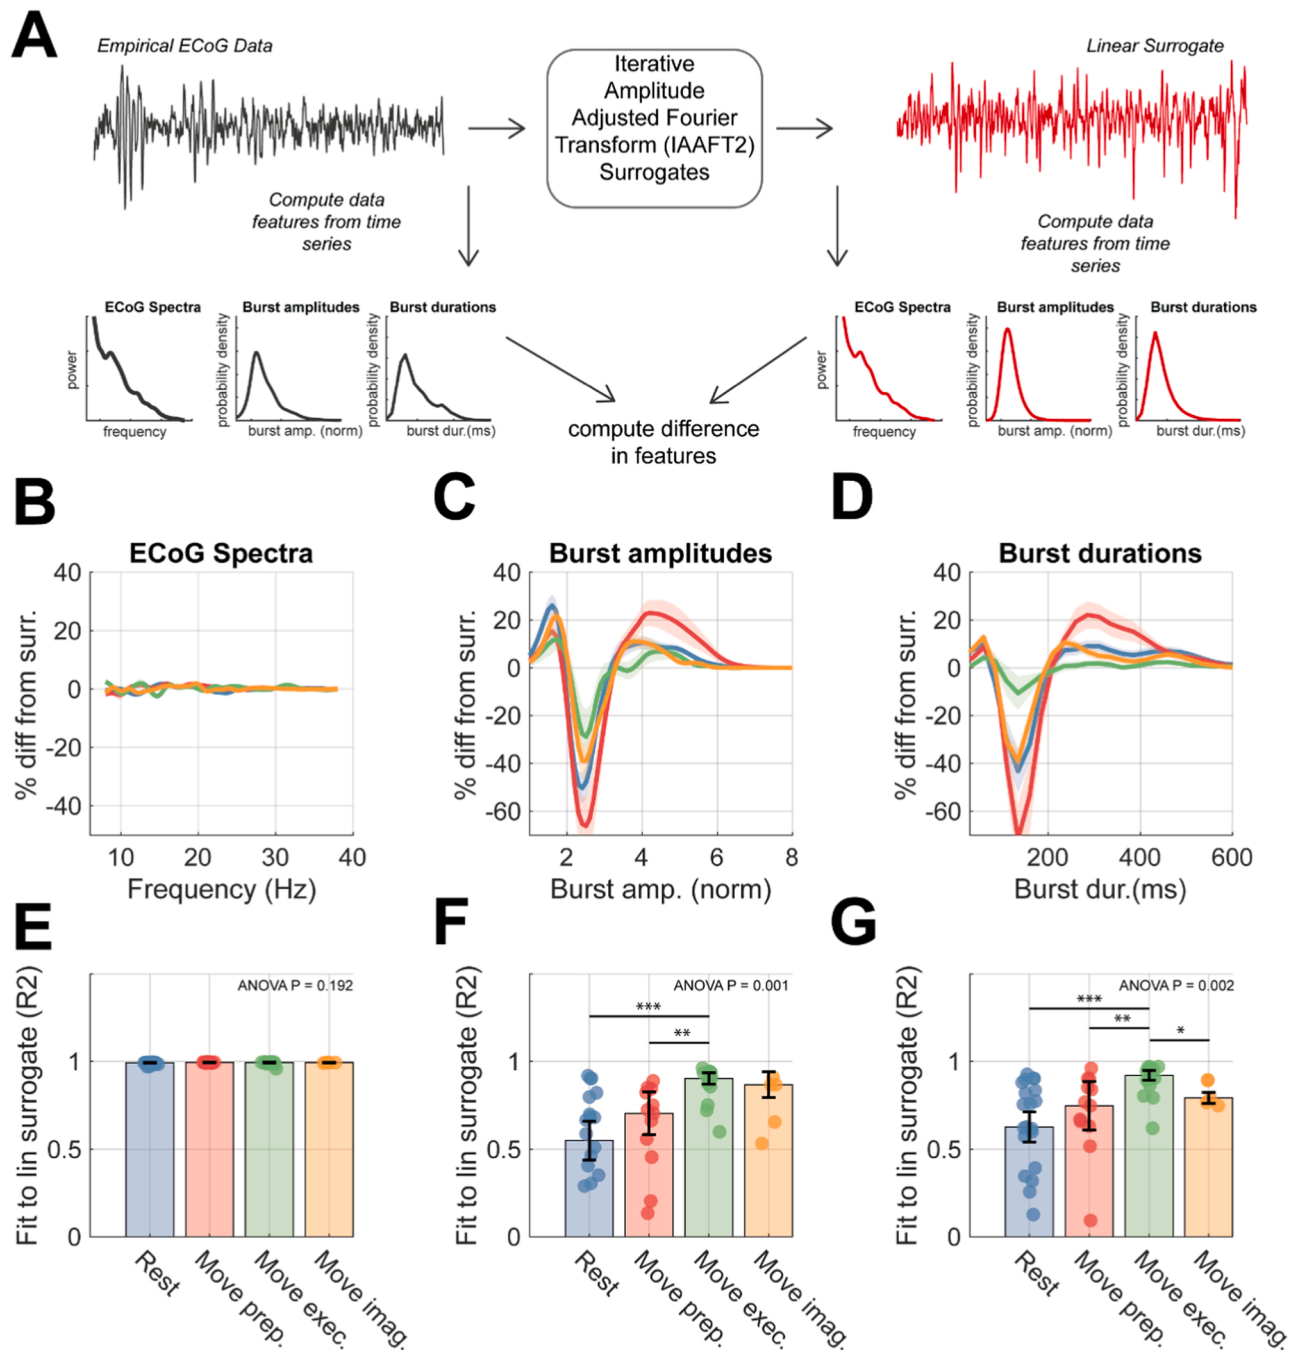 A
Empirical ECoG Data
Iterative
Amplitude
Adjusted Fourier
Transform (IAAFT2)
Surrogates
Linear Surrogate
Compute data
features from time
series
Compute data
features from time
series
ECoG Spectra
power
frequency
Burst amplitudes
probability density
burst amp. (norm)
Burst durations
probability density
burst dur.(ms)
compute difference
in features
ECoG Spectra
power
frequency
Burst amplitudes
probability density
burst amp. (norm)
Burst durations
probability density
burst dur.(ms)
B
ECoG Spectra
% diff from surr.
40
20
0
-20
-40
10
20
30
40
Frequency (Hz)
C
Burst amplitudes
% diff from surr.
40
20
0
-20
-40
-60
2
4
6
8
Burst amp. (norm)
D
Burst durations
% diff from surr.
40
20
0
-20
-40
-60
200
400
600
Burst dur.(ms)
E
Fit to lin surrogate (R2)
ANOVA P = 0.192
1
0.5
0
Rest
Move prep.
Move exec.
Move imag.
F
Fit to lin surrogate (R2)
ANOVA P = 0.001
***
**
1
0.5
0
Rest
Move prep.
Move exec.
Move imag.
G
Fit to lin surrogate (R2)
ANOVA P = 0.002
***
**
*
1
0.5
0
Rest
Move prep.
Move exec.
Move imag.